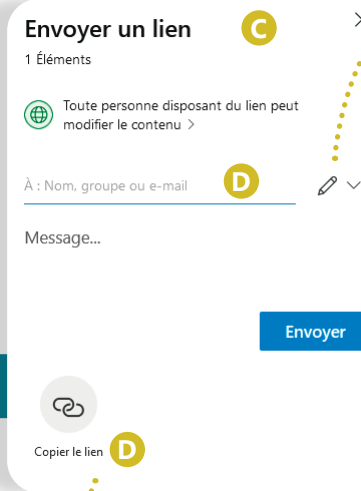 Envoyer un lien
C
1 Éléments
Toute personne disposant du lien peut
modifier le contenu >
À : Nom, groupe ou e-mail
D
Message...
Envoyer
Copier le lien
D